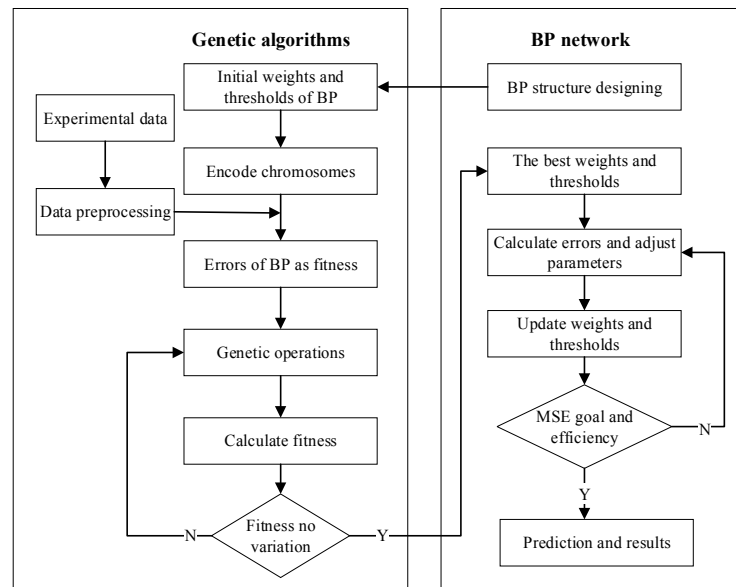 Genetic algorithms
Initial weights and
thresholds of BP
Experimental data
Encode chromosomes
Data preprocessing
Errors of BP as fitness
Genetic operations
Calculate fitness
Fitness no
variation
N
Y
BP network
BP structure designing
The best weights and
thresholds
Calculate errors and adjust
parameters
Update weights and
thresholds
MSE goal and
efficiency
N
Y
Prediction and results